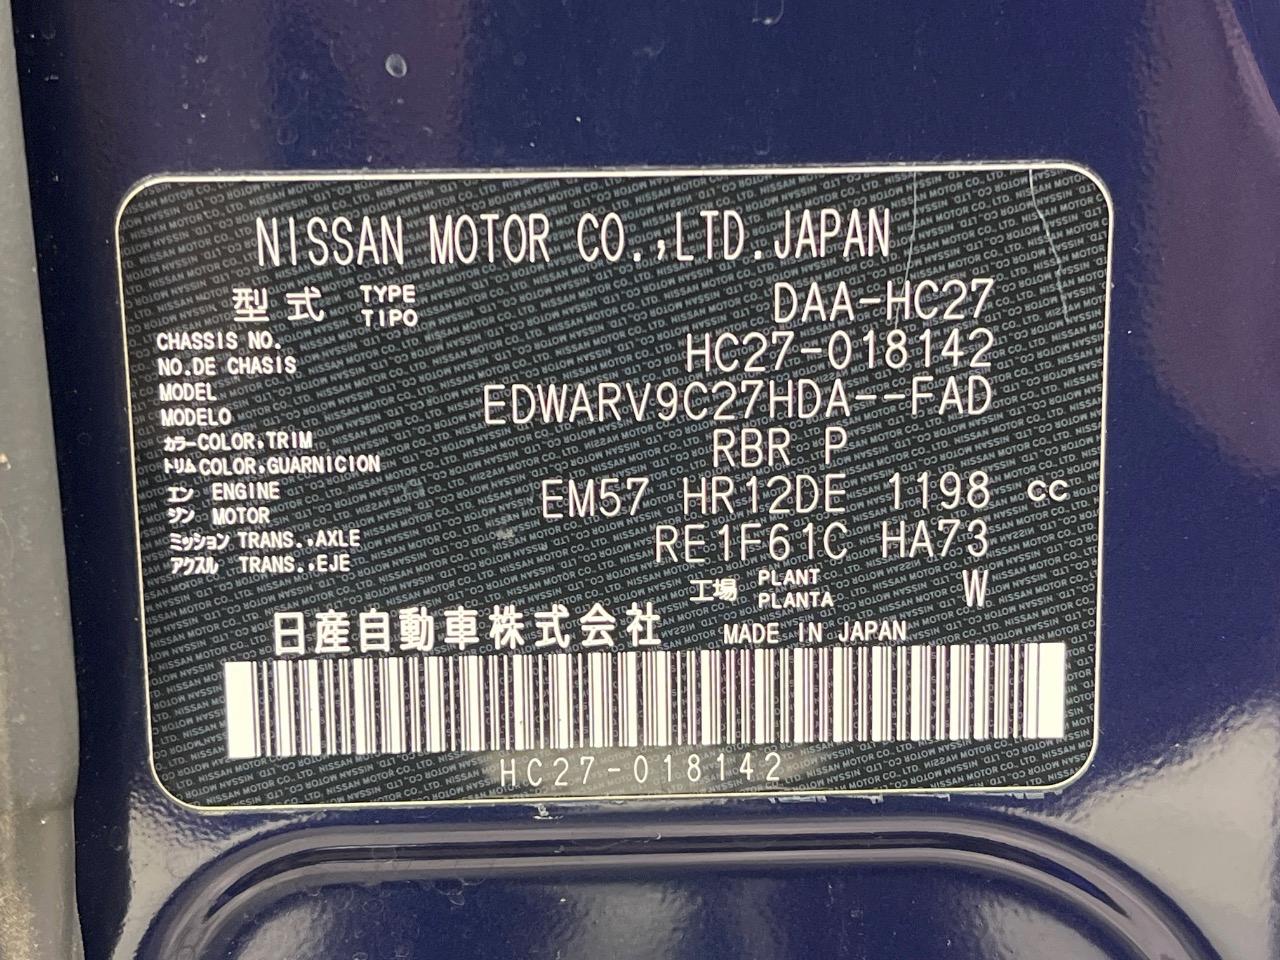 NISSAN MOTOR CO.,LTD.JAPAN
型式 TYPE TIPO DAA-HC27
CHASSIS NO. NO.DE CHASIS HC27-018142
MODEL MODELO EDWARV9C27HDA--FAD
カラー COLOR,TRIM トリム COLOR,GUARNICION RBR P
エンジン ENGINE MOTOR EM57 HR12DE 1198 cc
ミッション TRANS.,AXLE アクスル TRANS.,EJE RE1F61C HA73
工場 PLANT PLANTA W
日産自動車株式会社 MADE IN JAPAN
HC27-018142